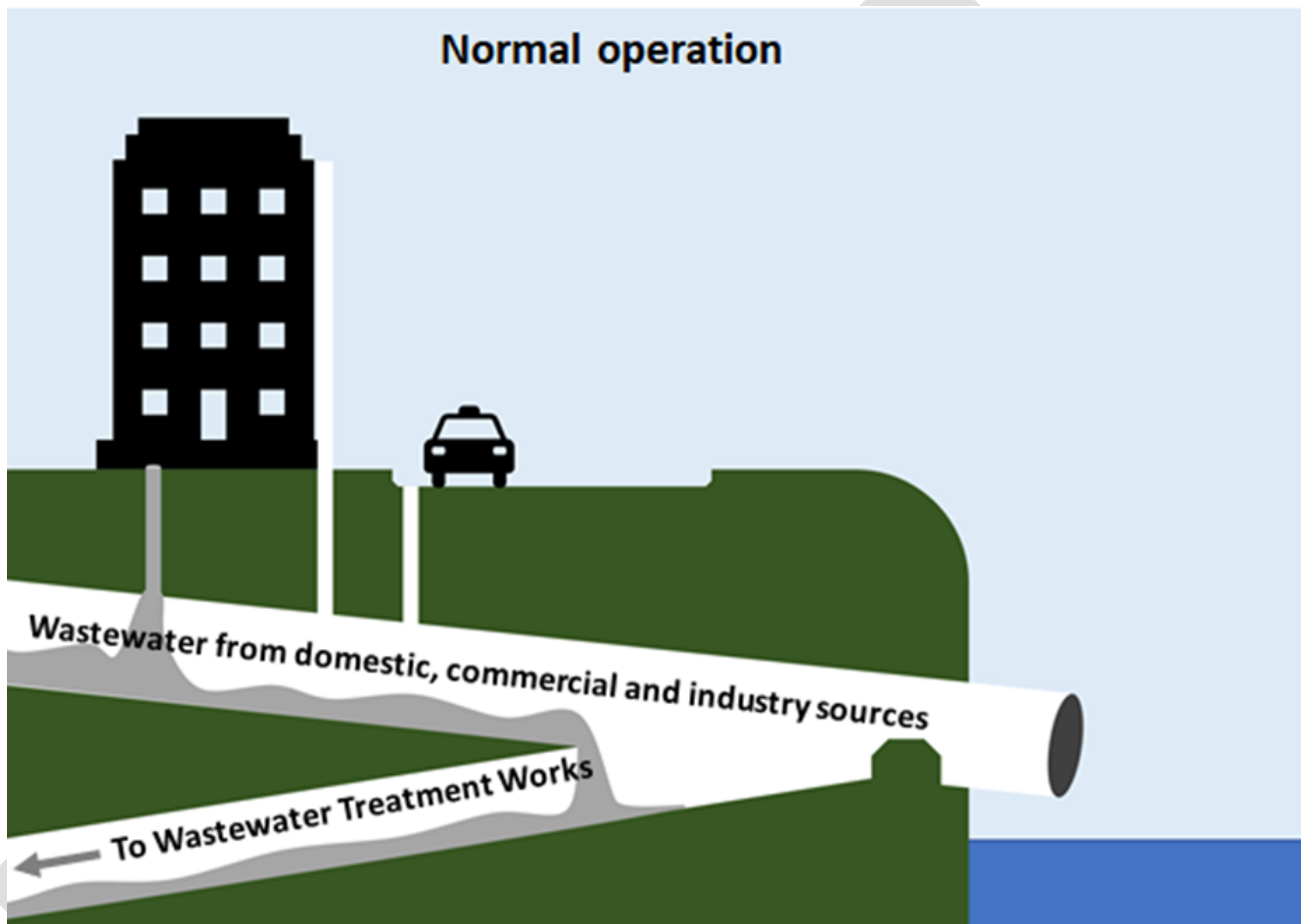 Normal operation
Wastewater from domestic, commercial and industry sources
To Wastewater Treatment Works